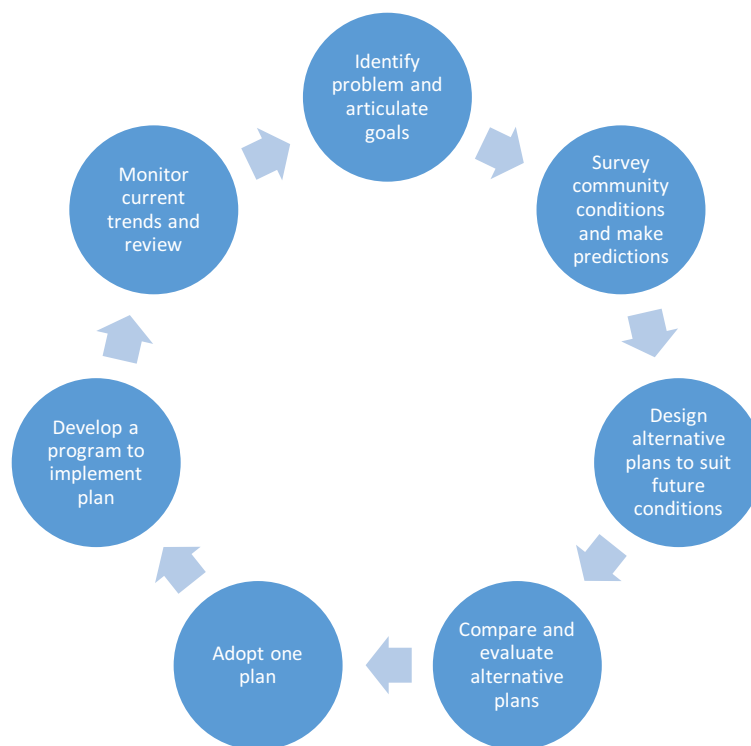 Identify
problem and
articulate
goals
Survey
community
conditions
and make
predictions
Design
alternative
plans to suit
future
conditions
Compare and
evaluate
alternative
plans
Adopt one
plan
Develop a
program to
implement
plan
Monitor
current
trends and
review